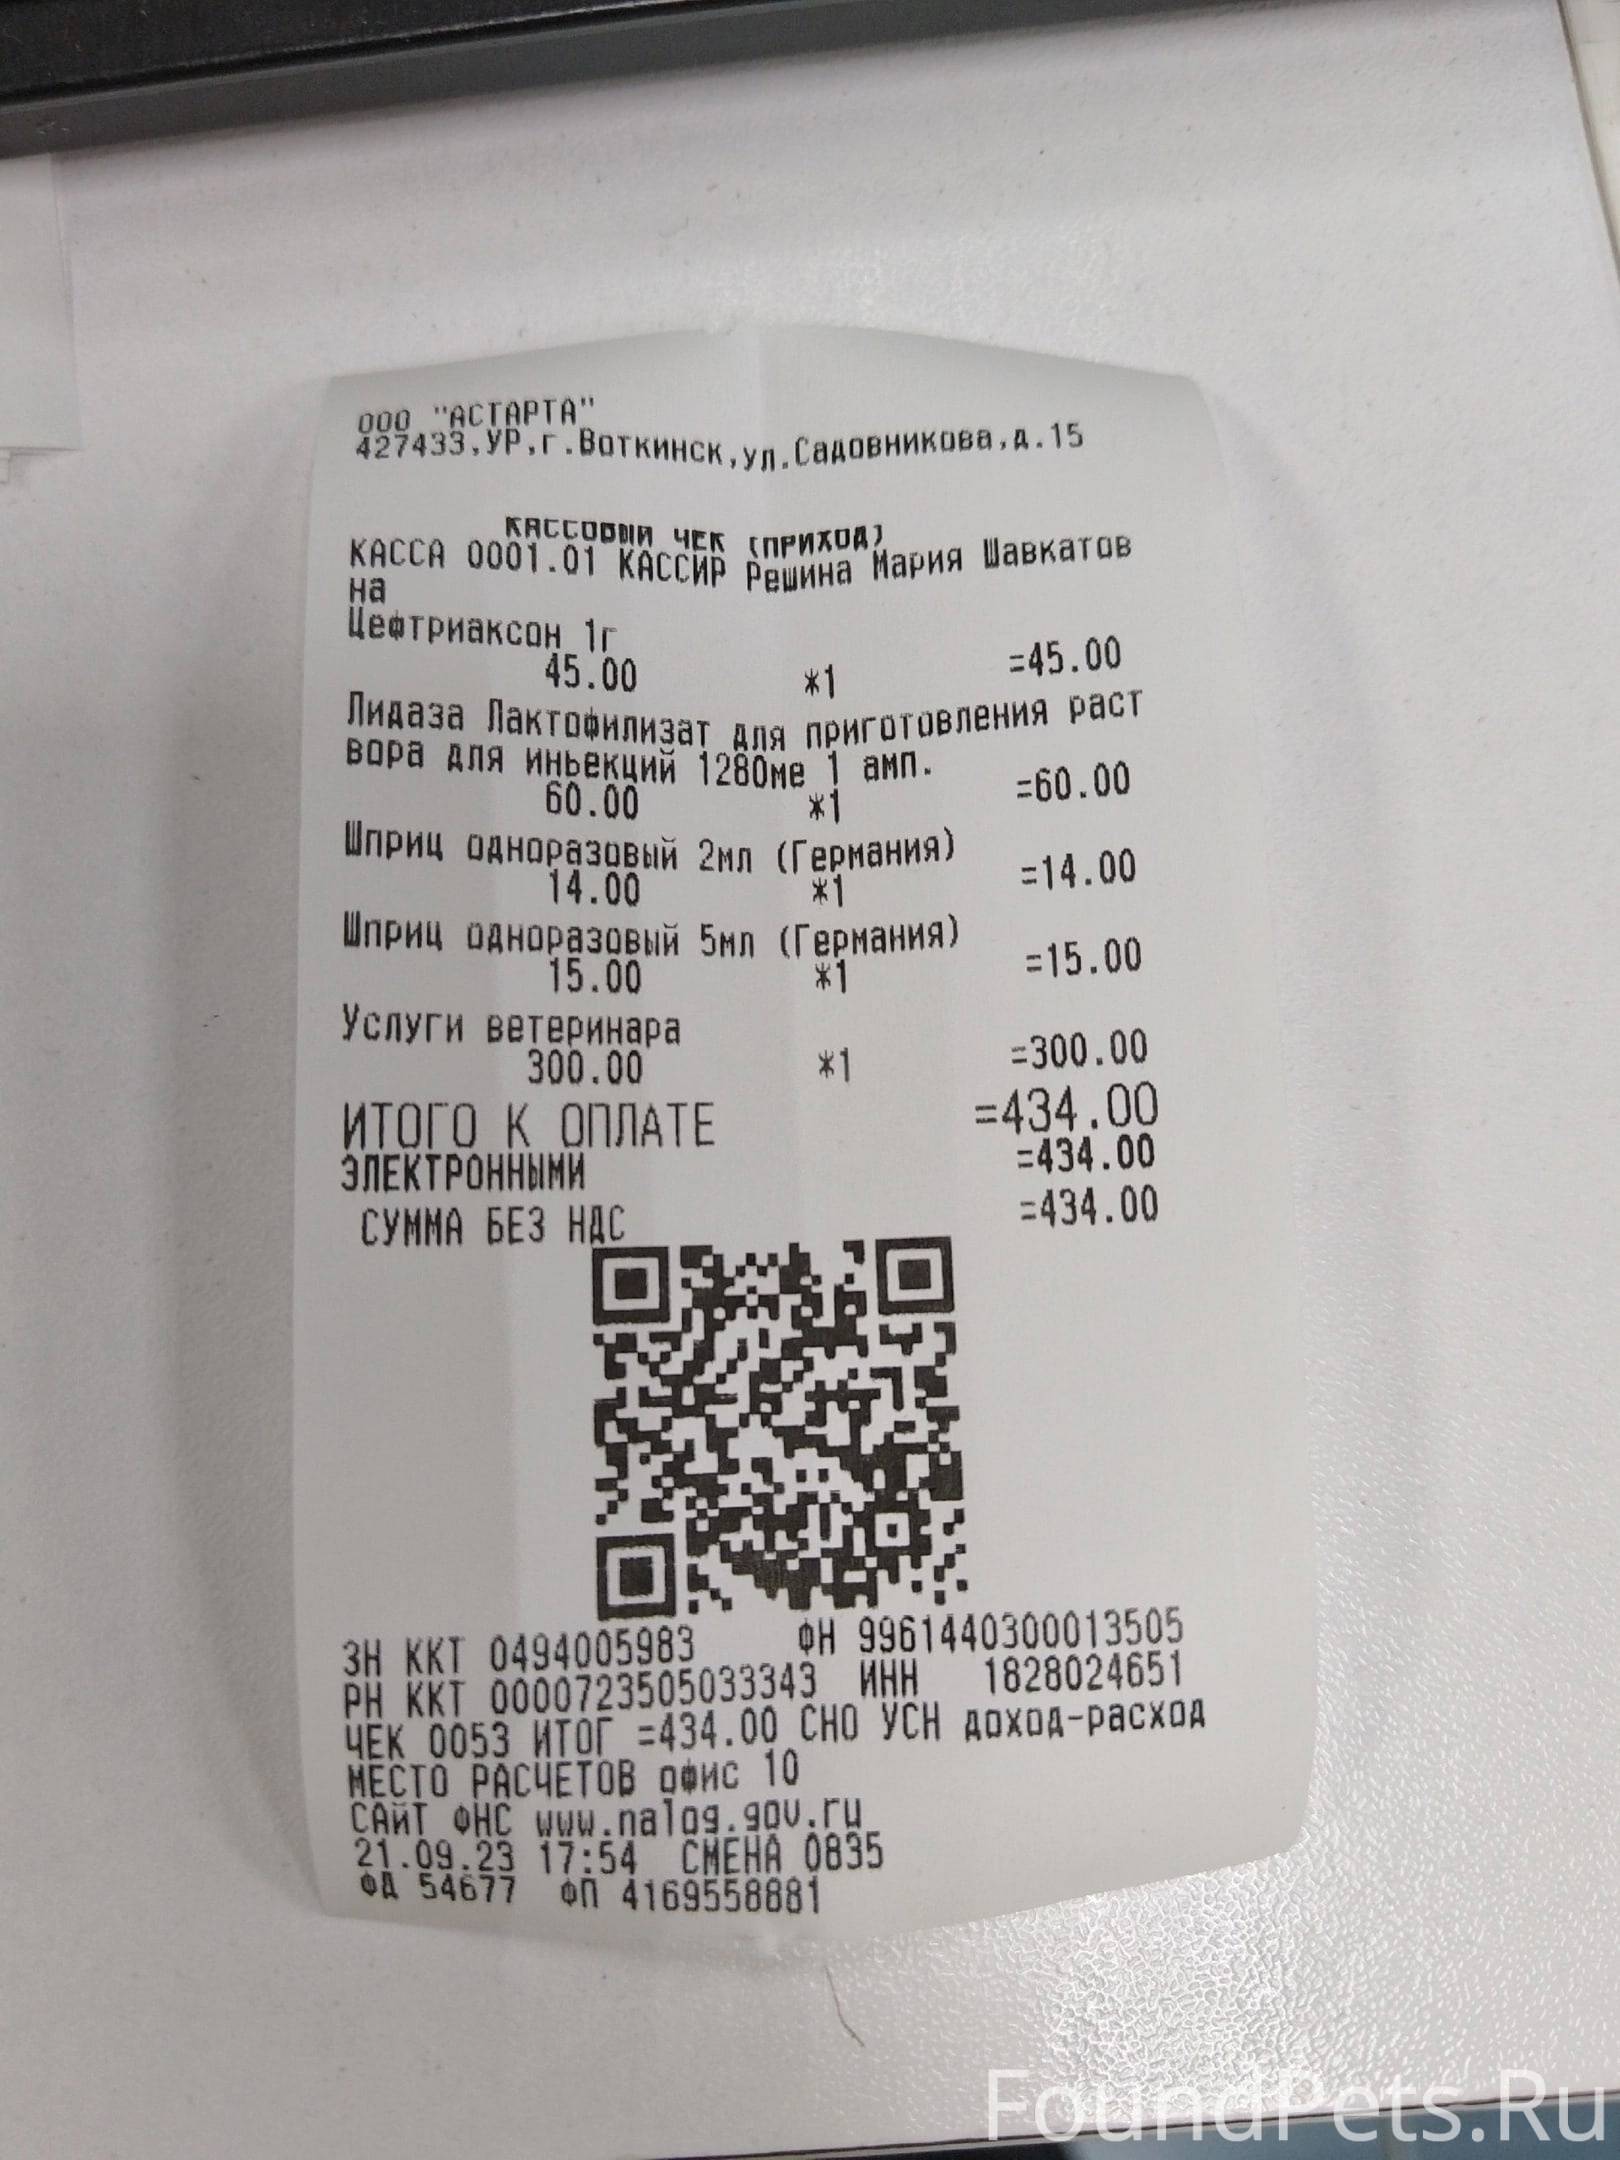 ООО "АСТАРТА"
427433,УР,г.Воткинск,ул.Садовникова,д.15
КАССОВЫЙ ЧЕК (ПРИХОД)
КАССА 0001.01 КАССИР Решина Мария Шавкатов
на
Цефтриаксон 1г
45.00 *1 =45.00
Лидаза Лактофилизат для приготовления раст
вора для иньекций 1280ме 1 амп.
60.00 *1 =60.00
Шприц одноразовый 2мл (Германия)
14.00 *1 =14.00
Шприц одноразовый 5мл (Германия)
15.00 *1 =15.00
Услуги ветеринара
300.00 *1 =300.00
ИТОГО К ОПЛАТЕ =434.00
ЭЛЕКТРОННЫМИ =434.00
СУММА БЕЗ НДС =434.00
ЗН ККТ 0494005983 ФН 9961440300013505
РН ККТ 0000723505033343 ИНН 1828024651
ЧЕК 0053 ИТОГ =434.00 СНО УСН доход-расход
МЕСТО РАСЧЕТОВ офис 10
САЙТ ФНС www.nalog.gov.ru
21.09.23 17:54 СМЕНА 0835
ФД 54677 ФП 4169558881
FoundPets.Ru